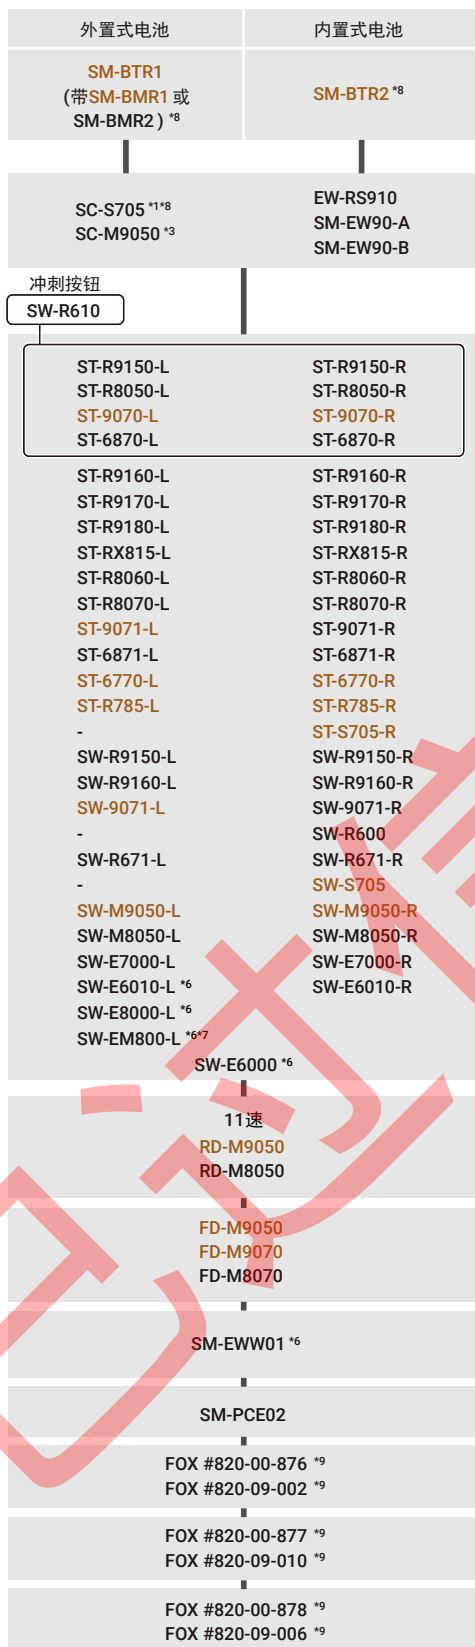 外置式电池 内置式电池
SM-BTR1
(带SM-BMR1 或
SM-BMR2 ) *8
SM-BTR2 *8
SC-S705 *1*8
SC-M9050 *3
EW-RS910
SM-EW90-A
SM-EW90-B
冲刺按钮
SW-R610
ST-R9150-L ST-R9150-R
ST-R8050-L ST-R8050-R
ST-9070-L ST-9070-R
ST-6870-L ST-6870-R
ST-R9160-L ST-R9160-R
ST-R9170-L ST-R9170-R
ST-R9180-L ST-R9180-R
ST-RX815-L ST-RX815-R
ST-R8060-L ST-R8060-R
ST-R8070-L ST-R8070-R
ST-9071-L ST-9071-R
ST-6871-L ST-6871-R
ST-6770-L ST-6770-R
ST-R785-L ST-R785-R
- ST-S705-R
SW-R9150-L SW-R9150-R
SW-R9160-L SW-R9160-R
SW-9071-L SW-9071-R
- SW-R600
SW-R671-L SW-R671-R
- SW-S705
SW-M9050-L SW-M9050-R
SW-M8050-L SW-M8050-R
SW-E7000-L SW-E7000-R
SW-E6010-L *6 SW-E6010-R
SW-E8000-L *6
SW-EM800-L *6*7
SW-E6000 *6
11速
RD-M9050
RD-M8050
FD-M9050
FD-M9070
FD-M8070
SM-EWW01 *6
SM-PCE02
FOX #820-00-876 *9
FOX #820-09-002 *9
FOX #820-00-877 *9
FOX #820-09-010 *9
FOX #820-00-878 *9
FOX #820-09-006 *9
已过信